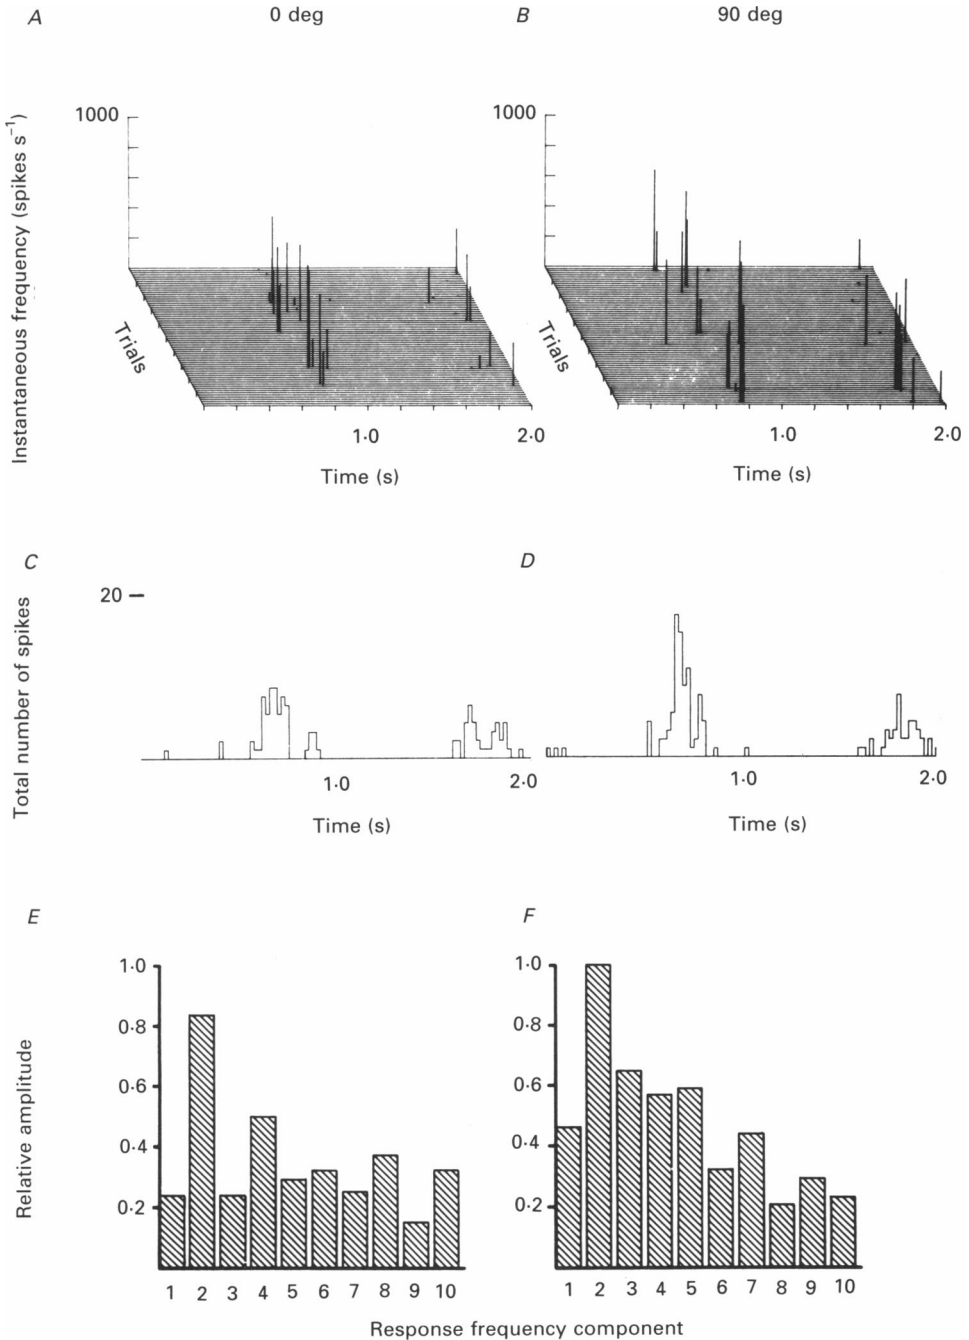 A 0 deg B 90 deg
Instantaneous frequency (spikes s⁻¹)
1000 1000
Trials Trials
1·0 2·0 1·0 2·0
Time (s) Time (s)
C D
Total number of spikes
20
1·0 2·0 1·0 2·0
Time (s) Time (s)
E F
Relative amplitude
1·0 1·0
0·8 0·8
0·6 0·6
0·4 0·4
0·2 0·2
1 2 3 4 5 6 7 8 9 10 1 2 3 4 5 6 7 8 9 10
Response frequency component